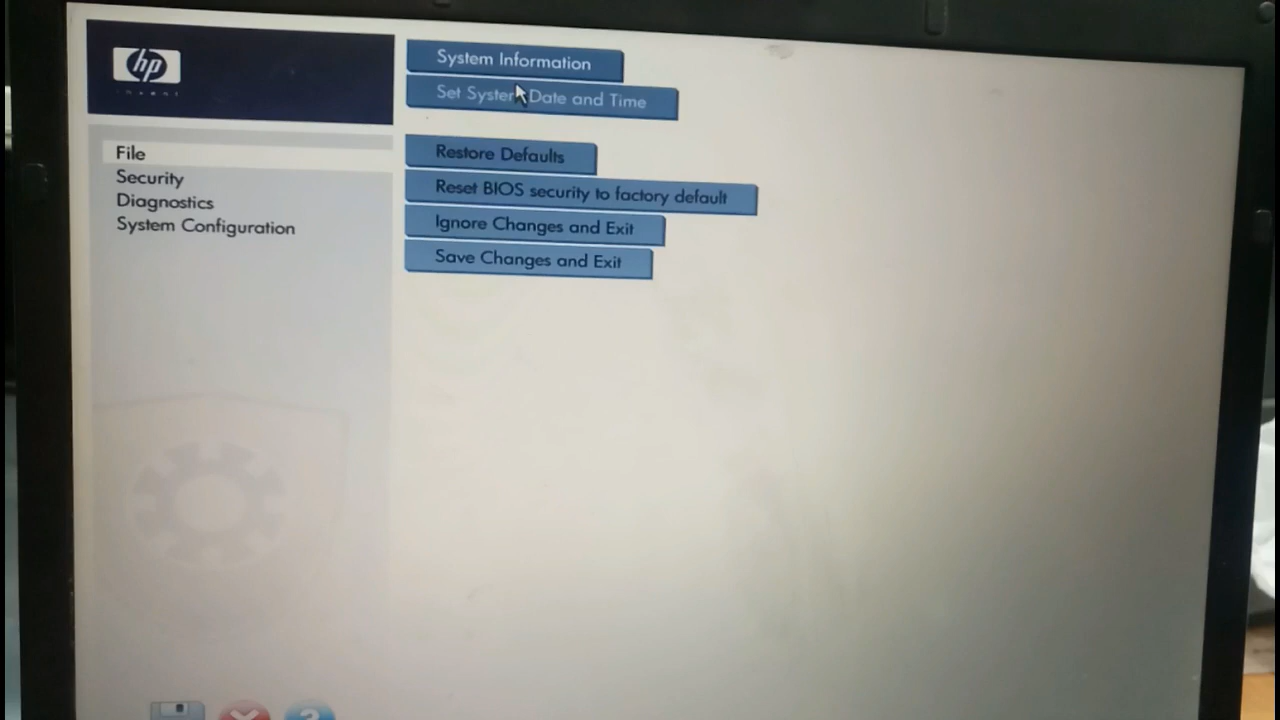 hp
invent
System Information
Set System Date and Time
File
Security
Diagnostics
System Configuration
Restore Defaults
Reset BIOS security to factory default
Ignore Changes and Exit
Save Changes and Exit
?